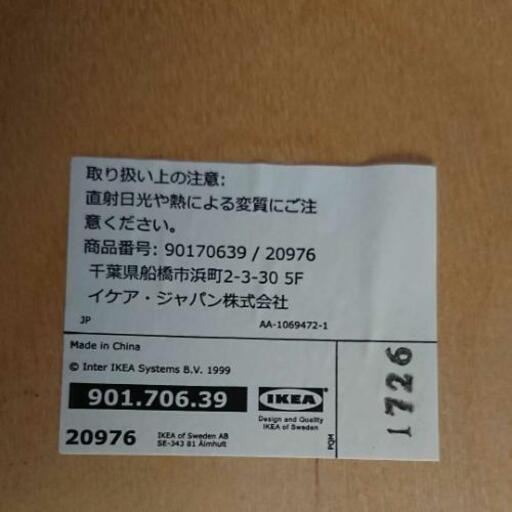 取り扱い上の注意:
直射日光や熱による変質にご注
意ください。
商品番号: 90170639 / 20976
千葉県船橋市浜町2-3-30 5F
イケア・ジャパン株式会社
JP
AA-1069472-1
Made in China
© Inter IKEA Systems B.V. 1999
901.706.39
IKEA
Design and Quality
IKEA of Sweden
20976
IKEA of Sweden AB
SE-343 81 Älmhult
PQM
1726